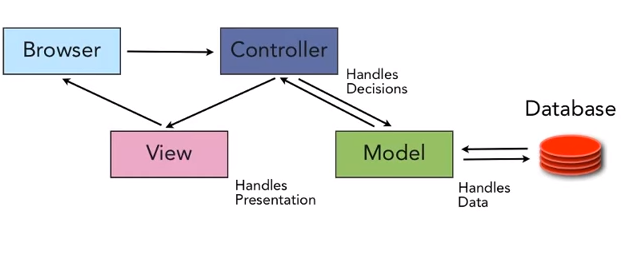 Browser
Controller
Handles
Decisions
Database
View
Model
Handles
Presentation
Handles
Data